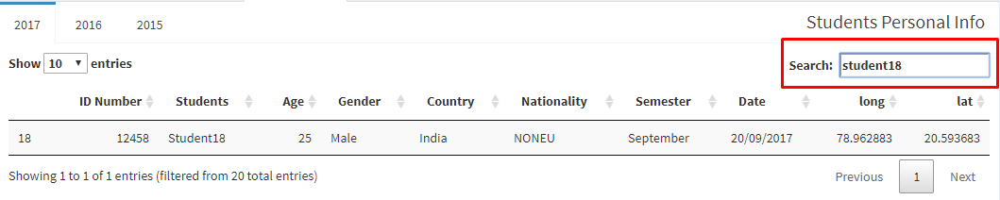 2017 2016 2015 Students Personal Info
Show 10 entries Search: student18
ID Number Students Age Gender Country Nationality Semester Date long lat
18 12458 Student18 25 Male India NONEU September 20/09/2017 78.962883 20.593683
Showing 1 to 1 of 1 entries (filtered from 20 total entries) Previous 1 Next